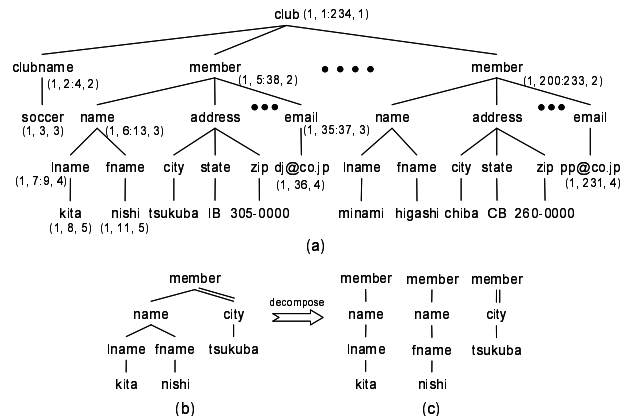 club (1, 1:234, 1)
clubname member member
(1, 2:4, 2) (1, 5:38, 2) (1, 200:233, 2)
soccer name address email name address email
(1, 3, 3) (1, 6:13, 3) (1, 35:37, 3)
lname fname city state zip dj@co.jp lname fname city state zip pp@co.jp
(1, 7:9, 4) (1, 36, 4) (1, 231, 4)
kita nishi tsukuba IB 305-0000 minami higashi chiba CB 260-0000
(1, 8, 5) (1, 11, 5)
(a)
member decompose member member member
name city name name city
lname fname tsukuba lname fname tsukuba
kita nishi kita nishi
(b) (c)